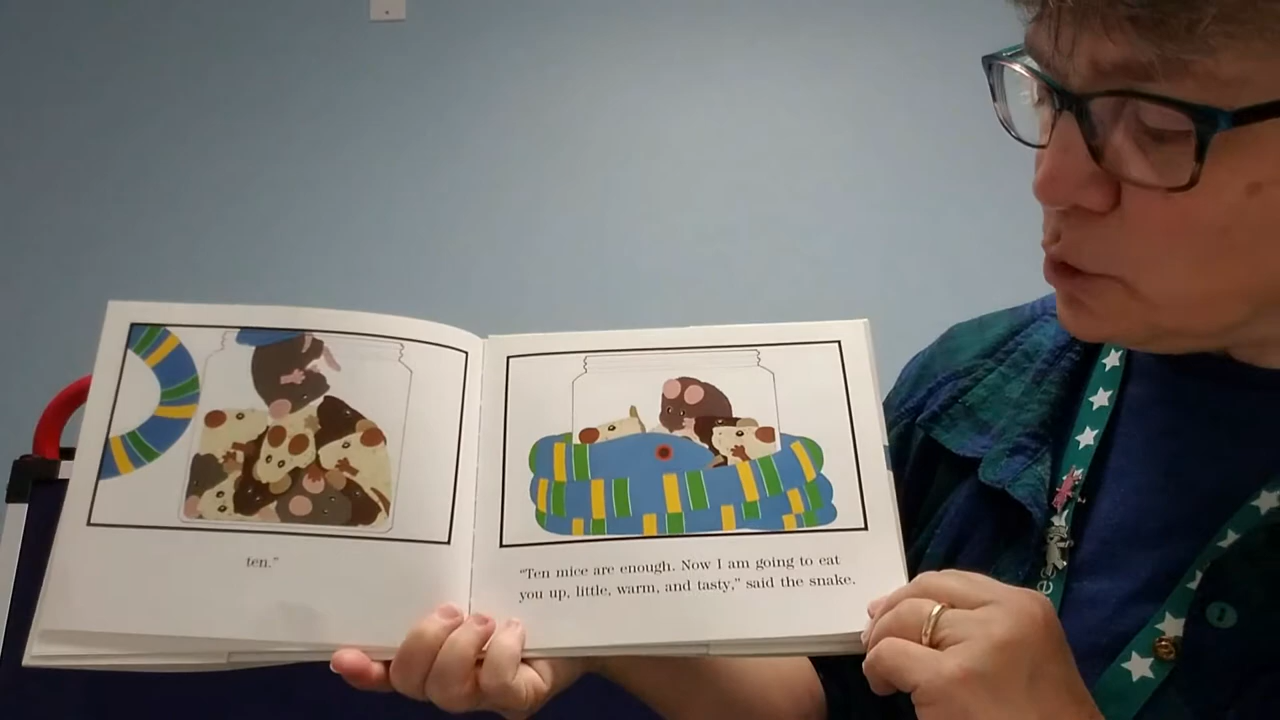 ten."
"Ten mice are enough. Now I am going to eat
you up, little, warm, and tasty," said the snake.